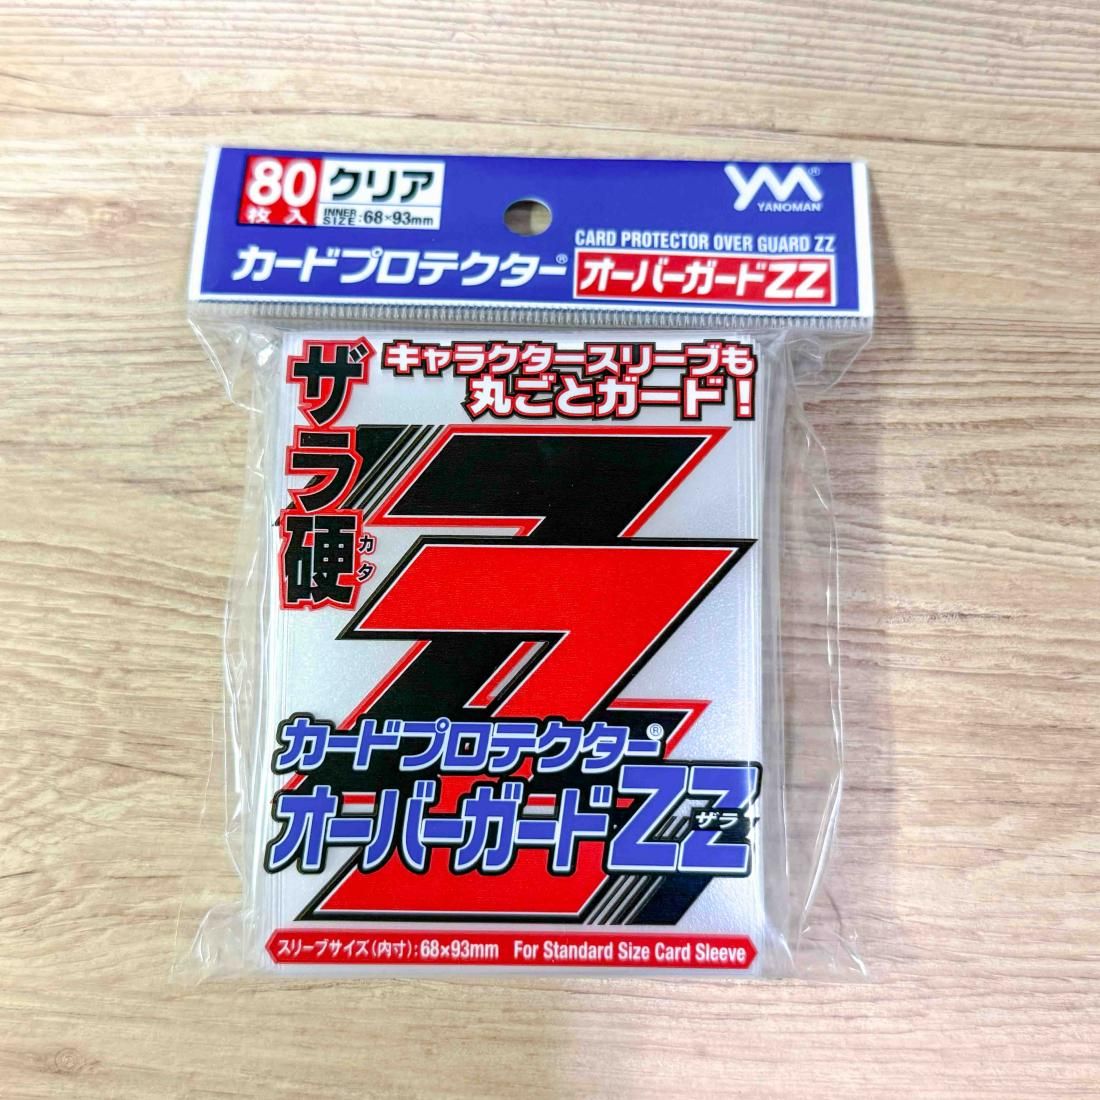 80
枚入
クリア
INNER SIZE:68×93mm
YM®
YANOMAN®
CARD PROTECTOR OVER GUARD ZZ
カードプロテクター®
オーバーガードZZ
ザラ硬
カタ
キャラクタースリーブも
丸ごとガード!
カードプロテクター®
オーバーガードZZ
ザラ
スリーブサイズ(内寸):68×93mm For Standard Size Card Sleeve